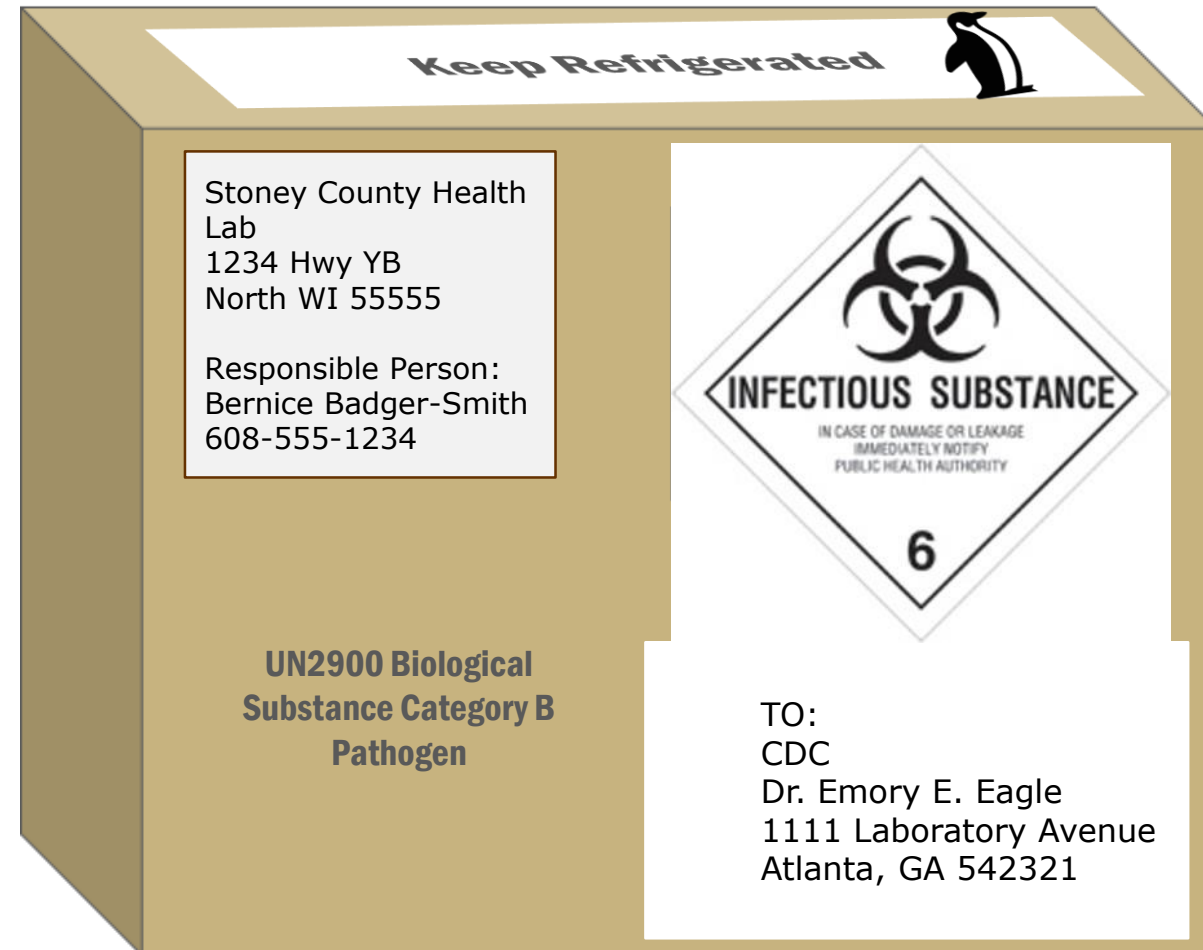 Keep Refrigerated
Stoney County Health
Lab
1234 Hwy YB
North WI 55555
Responsible Person:
Bernice Badger-Smith
608-555-1234
INFECTIOUS SUBSTANCE
IN CASE OF DAMAGE OR LEAKAGE
IMMEDIATELY NOTIFY
PUBLIC HEALTH AUTHORITY
6
UN2900 Biological
Substance Category B
Pathogen
TO:
CDC
Dr. Emory E. Eagle
1111 Laboratory Avenue
Atlanta, GA 542321